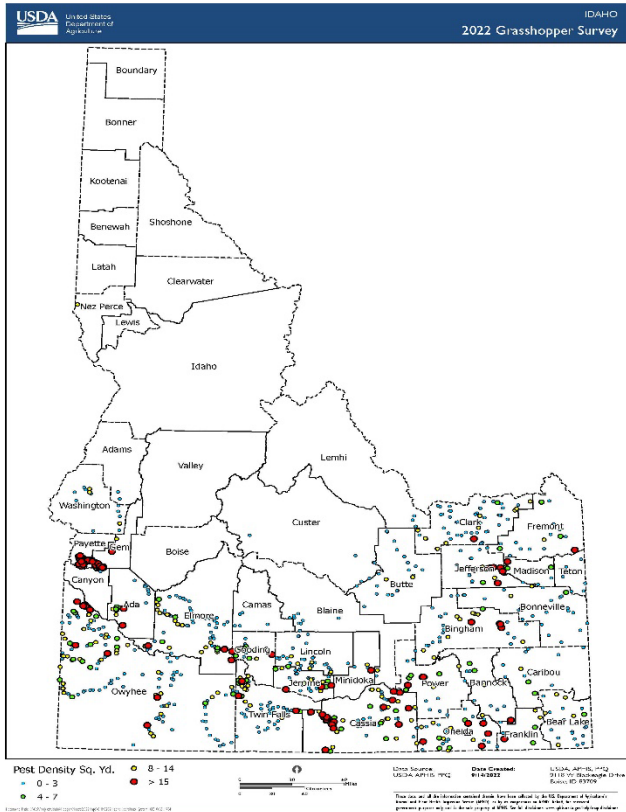 USDA
United States
Department of
Agriculture
IDAHO
2022 Grasshopper Survey
Boundary
Bonner
Kootenai
Shoshone
Benewah
Latah
Clearwater
Nez Perce
Lewis
Idaho
Adams
Valley
Lemhi
Washington
Custer
Clark
Fremont
Payette
Gem
Boise
Jefferson
Madison
Teton
Canyon
Ada
Butte
Camas
Blaine
Bonneville
Elmore
Bingham
Gooding
Lincoln
Caribou
Jerome
Minidoka
Power
Bannock
Owyhee
Twin Falls
Cassia
Oneida
Franklin
Bear Lake
Pest Density Sq. Yd.
0 - 3
4 - 7
8 - 14
> 15
Data Source
USDA APHIS PPQ
Date Created:
9/14/2022
USDA, APHIS, PPQ
Boise, ID 83709